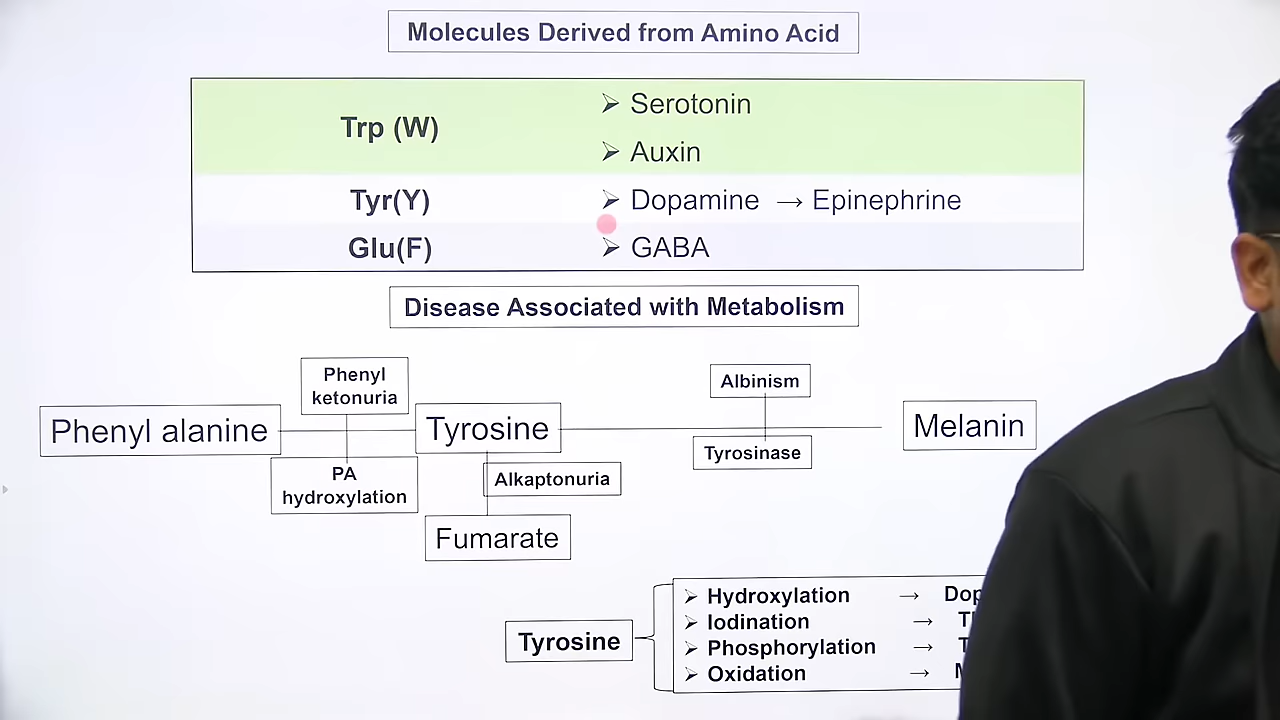 Molecules Derived from Amino Acid
Trp (W)
➢ Serotonin
➢ Auxin
Tyr(Y)
➢ Dopamine → Epinephrine
Glu(F)
➢ GABA
Disease Associated with Metabolism
Phenyl
ketonuria
Albinism
Phenyl alanine
Tyrosine
Melanin
PA
hydroxylation
Tyrosinase
Alkaptonuria
Fumarate
Tyrosine
➢ Hydroxylation →
➢ Iodination →
➢ Phosphorylation →
➢ Oxidation →